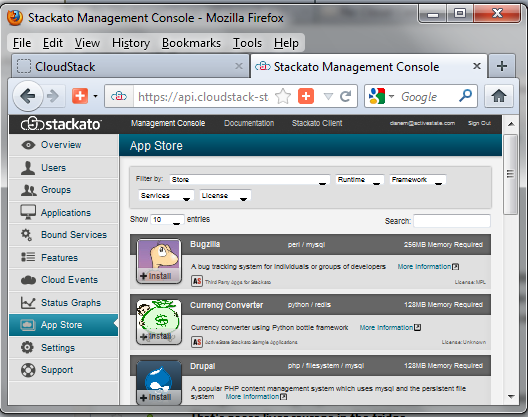 Stackato Management Console - Mozilla Firefox
File Edit View History Bookmarks Tools Help
CloudStack
Stackato Management Console
https://api.cloudstack-st
Google
stackato
Management Console Documentation Stackato Client
danem@activestate.com Sign Out
Overview
Users
Groups
Applications
Bound Services
Features
Cloud Events
Status Graphs
App Store
Settings
Support
App Store
Filter by: Store Runtime Framework
Services License
Show 10 entries
Search:
Bugzilla perl / mysql 256MB Memory Required
+ Install
A bug tracking system for individuals or groups of developers More Information
AS Third Party Apps for Stackato License: MPL
Currency Converter python / redis 128MB Memory Required
+ Install
Currency converter using Python bottle framework More Information
AS ActiveState Stackato Sample Applications License: Unknown
Drupal php / filesystem / mysql 128MB Memory Required
+ Install
A popular PHP content management system which uses mysql and the persistent file
system More Information